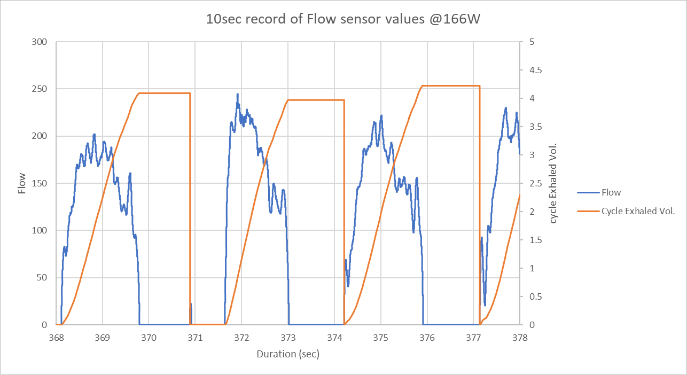 10sec record of Flow sensor values @166W
300
250
200
150
100
50
0
Flow
5
4.5
4
3.5
3
2.5
2
1.5
1
0.5
0
cycle Exhaled Vol.
368 369 370 371 372 373 374 375 376 377 378
Duration (sec)
Flow
Cycle Exhaled Vol.